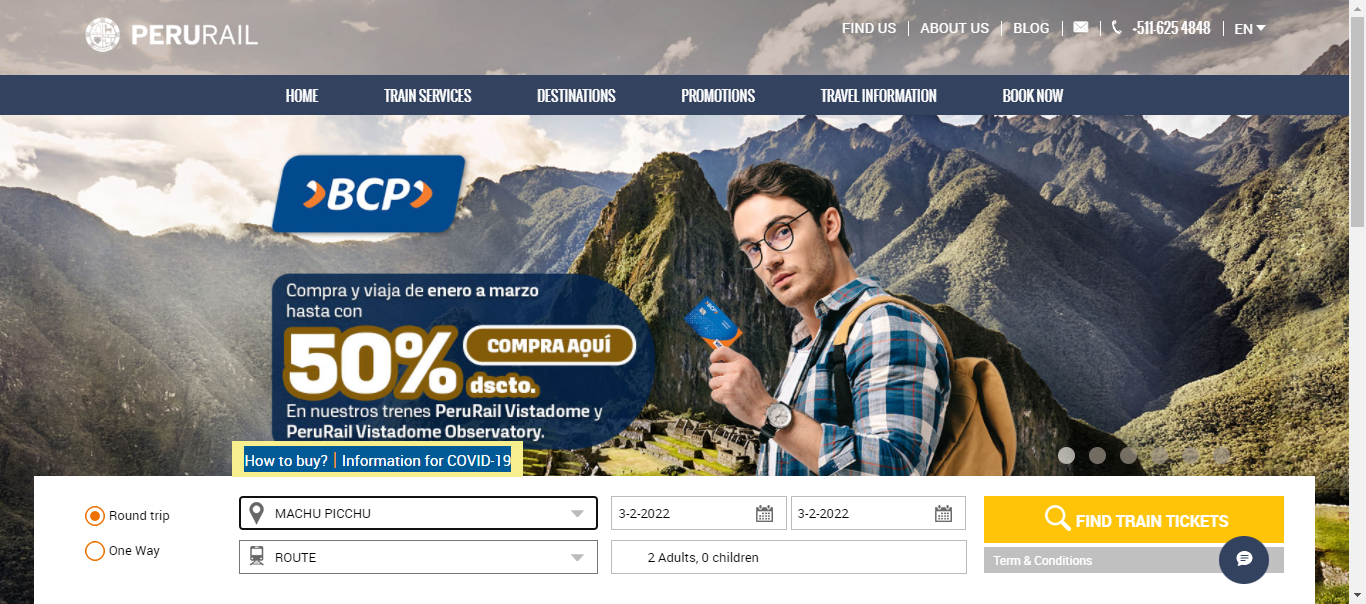 PERURAIL
FIND US
ABOUT US
BLOG
+511-625 4848
EN
HOME
TRAIN SERVICES
DESTINATIONS
PROMOTIONS
TRAVEL INFORMATION
BOOK NOW
BCP
Compra y viaja de enero a marzo
hasta con
50% dscto.
COMPRA AQUÍ
En nuestros trenes PeruRail Vistadome y
PeruRail Vistadome Observatory.
>BCP>
How to buy? | Information for COVID-19
Round trip
One Way
MACHU PICCHU
ROUTE
3-2-2022
3-2-2022
2 Adults, 0 children
FIND TRAIN TICKETS
Term & Conditions